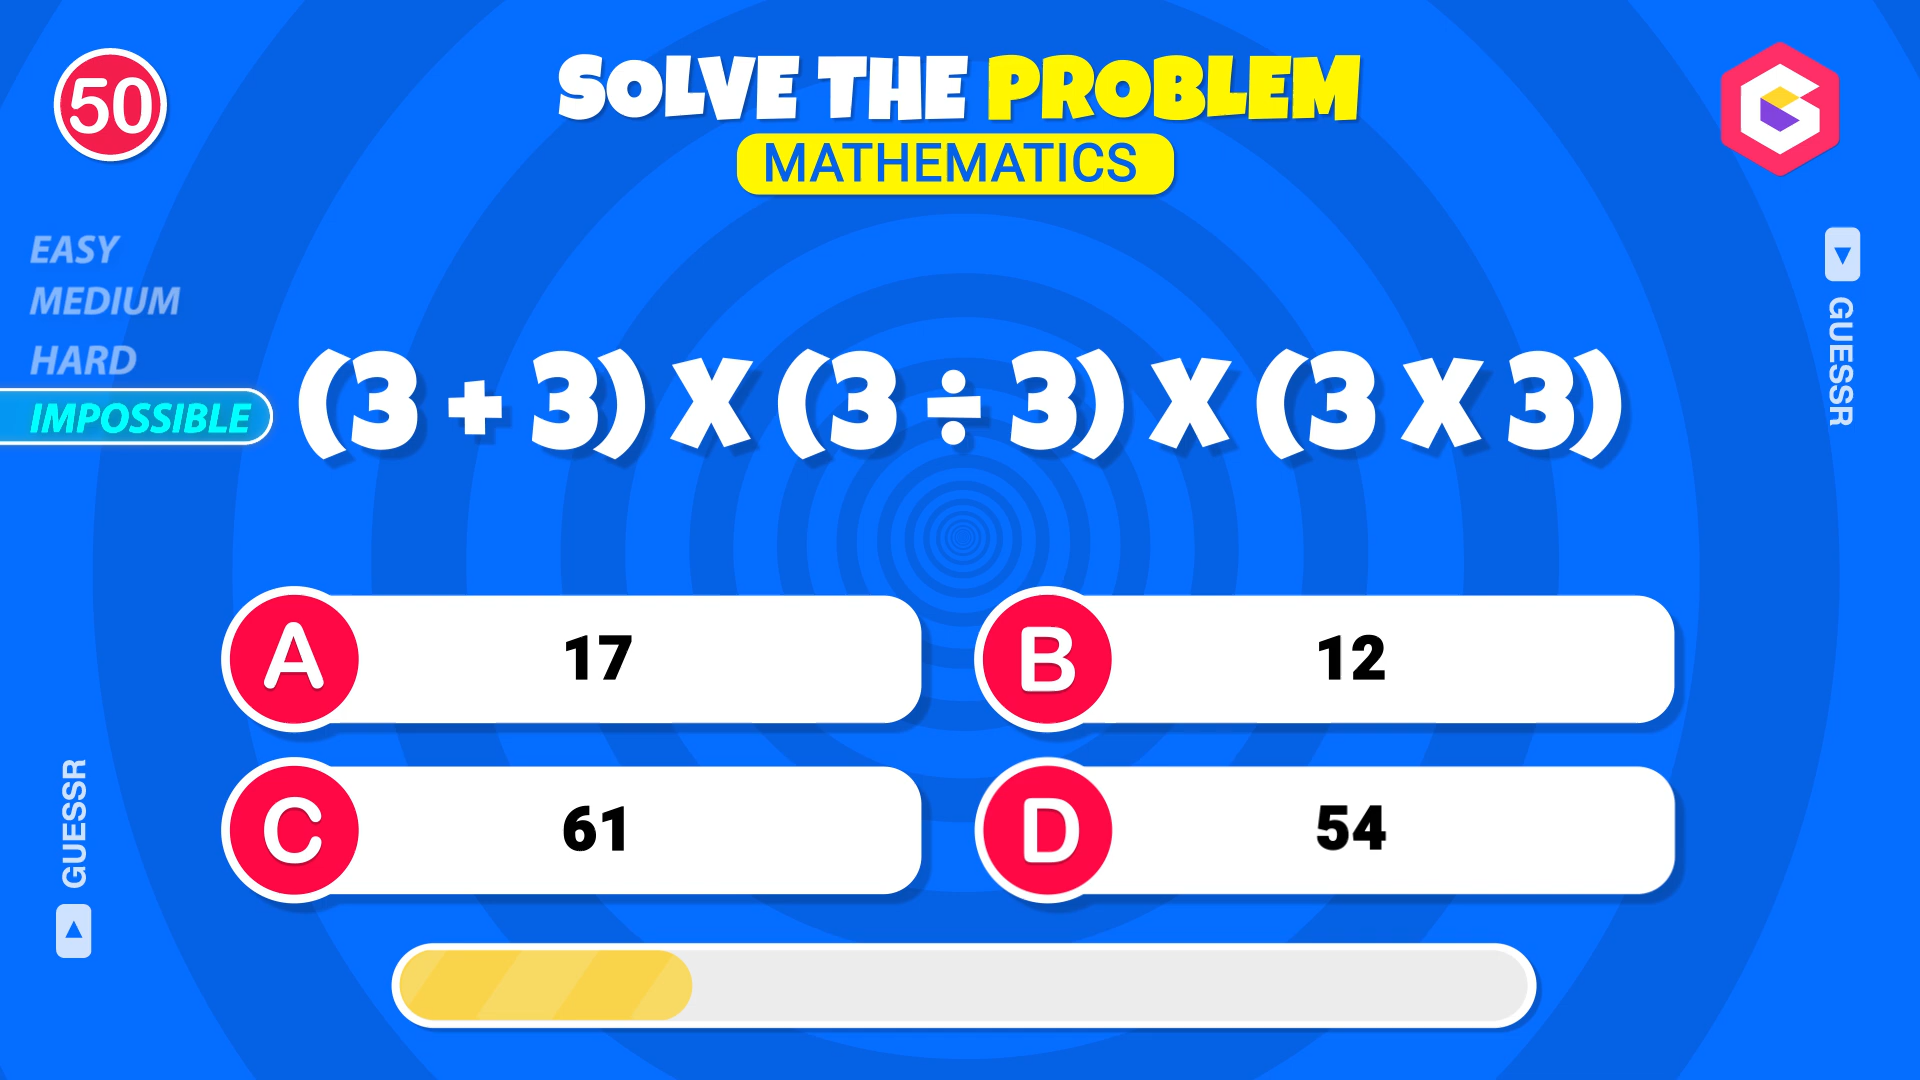 50
SOLVE THE PROBLEM
MATHEMATICS
EASY
MEDIUM
HARD
IMPOSSIBLE
(3 + 3) X (3 ÷ 3) X (3 X 3)
GUESSR
A 17
B 12
C 61
D 54
GUESSR